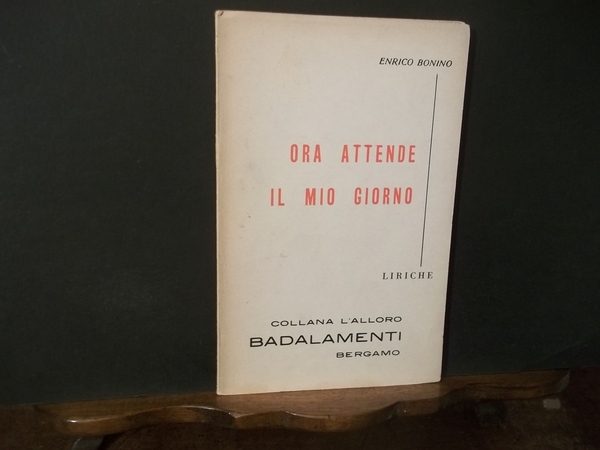 ENRICO BONINO
ORA ATTENDE
IL MIO GIORNO
LIRICHE
COLLANA L'ALLORO
BADALAMENTI
BERGAMO